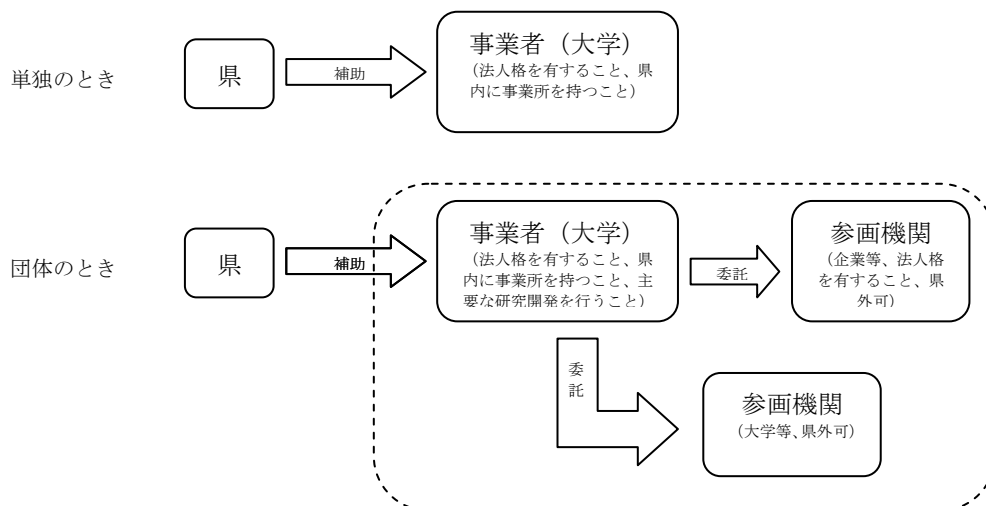 単独のとき
県
補助
事業者（大学）
（法人格を有すること、県
内に事業所を持つこと）
団体のとき
県
補助
事業者（大学）
（法人格を有すること、県
内に事業所を持つこと、主
要な研究開発を行うこと）
委託
参画機関
（企業等、法人格
を有すること、県
外可）
委
託
参画機関
（大学等、県外可）